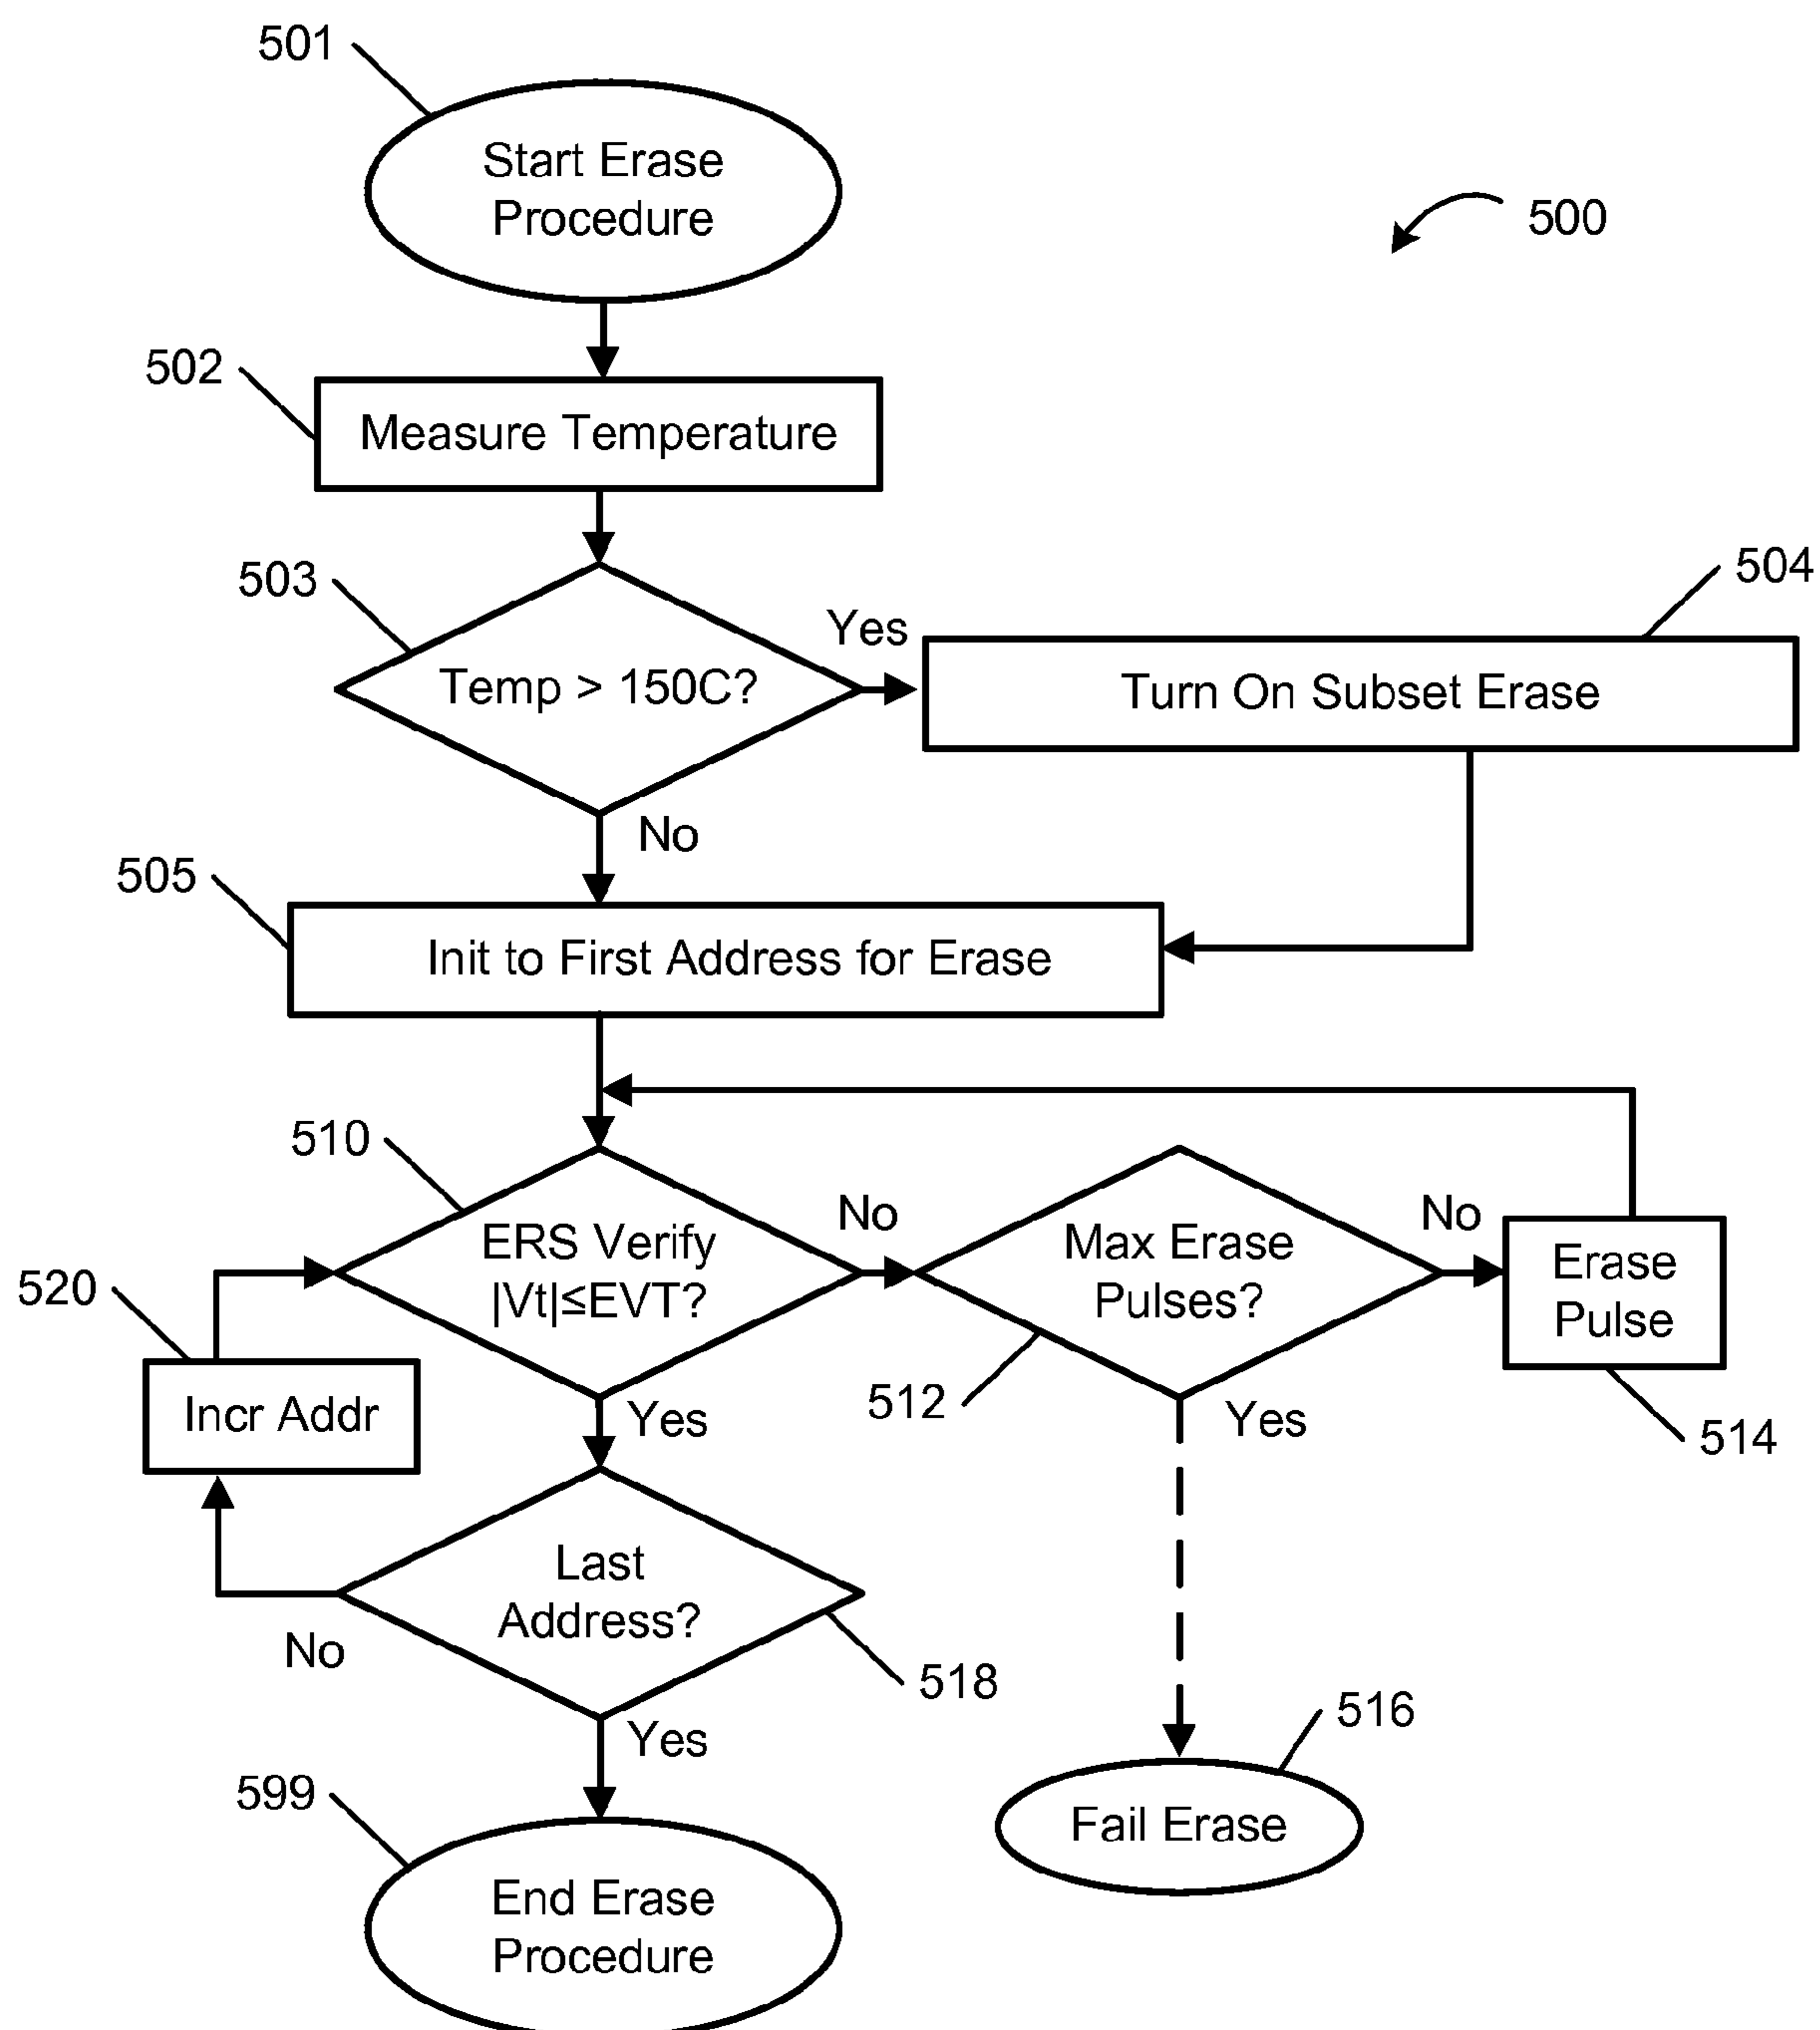 501
Start Erase
Procedure
500
502
Measure Temperature
503
Temp > 150C?
Yes
504
Turn On Subset Erase
No
505
Init to First Address for Erase
510
ERS Verify
|Vt|≤EVT?
No
Max Erase
Pulses?
No
Erase
Pulse
520
Incr Addr
Yes
512
Yes
514
Last
Address?
No
518
Yes
516
599
Fail Erase
End Erase
Procedure